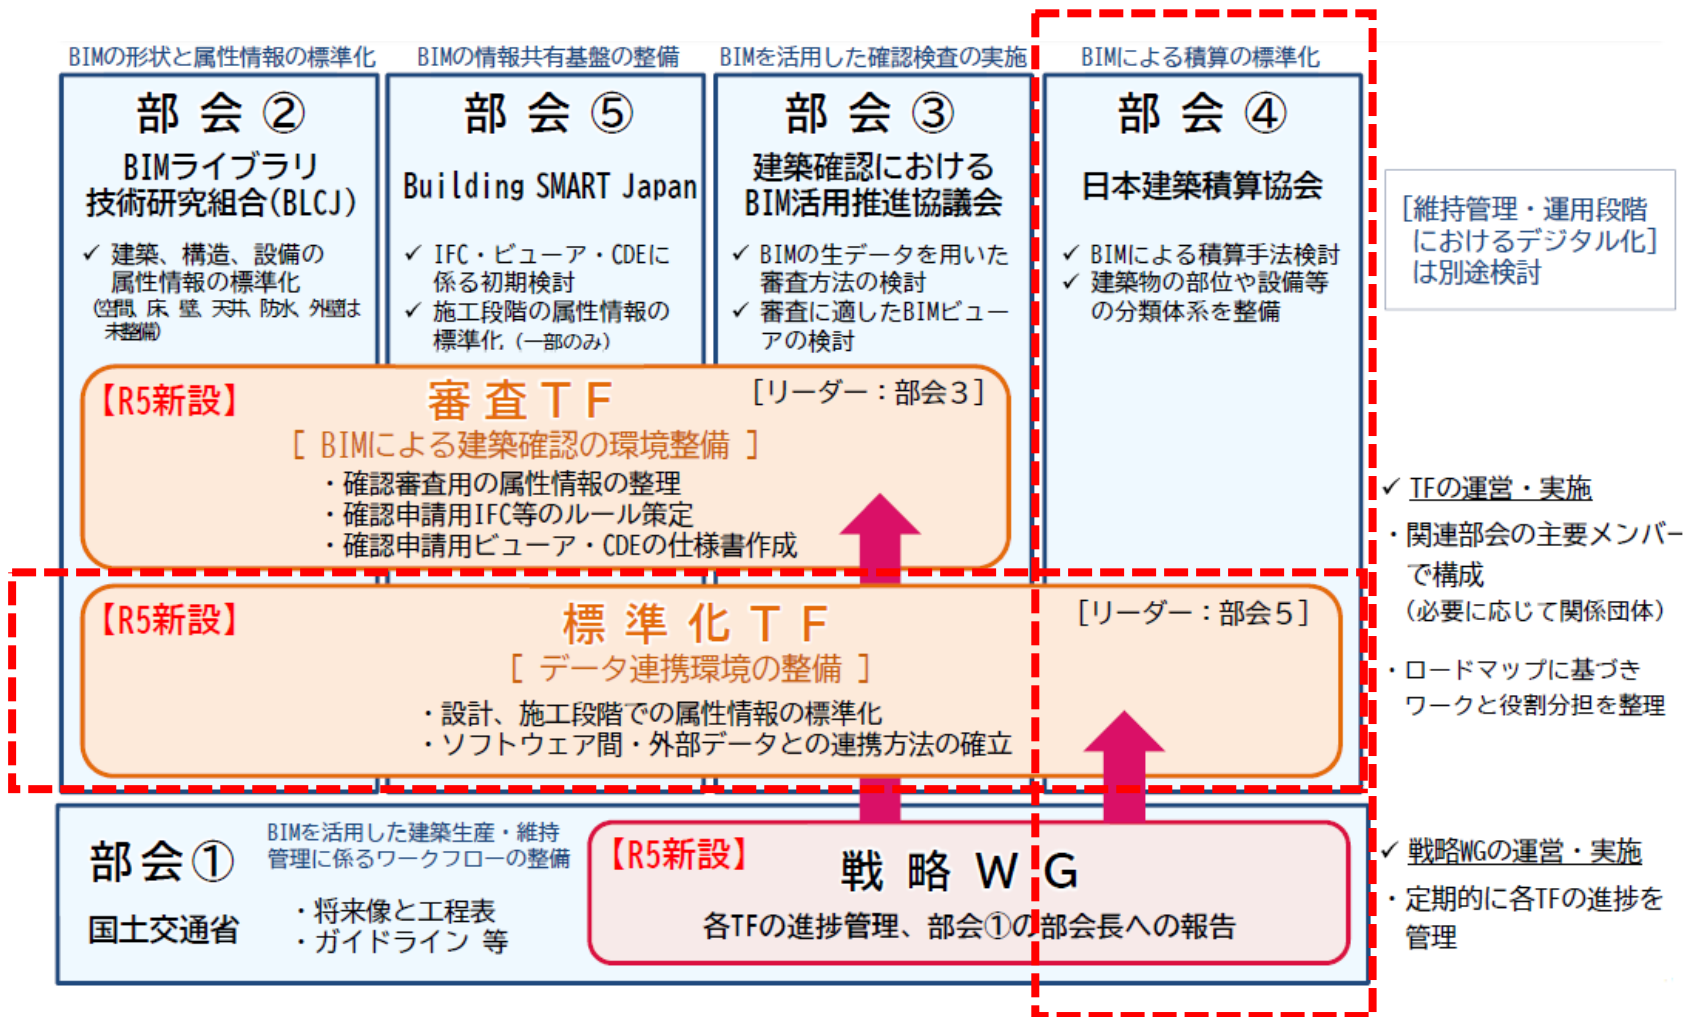 BIMの形状と属性情報の標準化
部会②
BIMライブラリ
技術研究組合(BLCJ)
✓ 建築、構造、設備の
属性情報の標準化
(空間、床、壁、天井、防水、外壁は
未整備)
BIMの情報共有基盤の整備
部会⑤
Building SMART Japan
✓ IFC・ビューア・CDEに
係る初期検討
✓ 施工段階の属性情報の
標準化(一部のみ)
BIMを活用した確認検査の実施
部会③
建築確認における
BIM活用推進協議会
✓ BIMの生データを用いた
審査方法の検討
✓ 審査に適したBIMビュー
アの検討
BIMによる積算の標準化
部会④
日本建築積算協会
✓ BIMによる積算手法検討
✓ 建築物の部位や設備等
の分類体系を整備
[維持管理・運用段階
におけるデジタル化]
は別途検討
【R5新設】
審査TF
[リーダー:部会3]
[ BIMによる建築確認の環境整備 ]
・確認審査用の属性情報の整理
・確認申請用IFC等のルール策定
・確認申請用ビューア・CDEの仕様書作成
【R5新設】
標準化TF
[リーダー:部会5]
[ データ連携環境の整備 ]
・設計、施工段階での属性情報の標準化
・ソフトウェア間・外部データとの連携方法の確立
✓ TFの運営・実施
・関連部会の主要メンバー
で構成
(必要に応じて関係団体)
・ロードマップに基づき
ワークと役割分担を整理
部会①
国土交通省
BIMを活用した建築生産・維持
管理に係るワークフローの整備
・将来像と工程表
・ガイドライン 等
【R5新設】
戦略WG
各TFの進捗管理、部会①の部会長への報告
✓ 戦略WGの運営・実施
・定期的に各TFの進捗を
管理